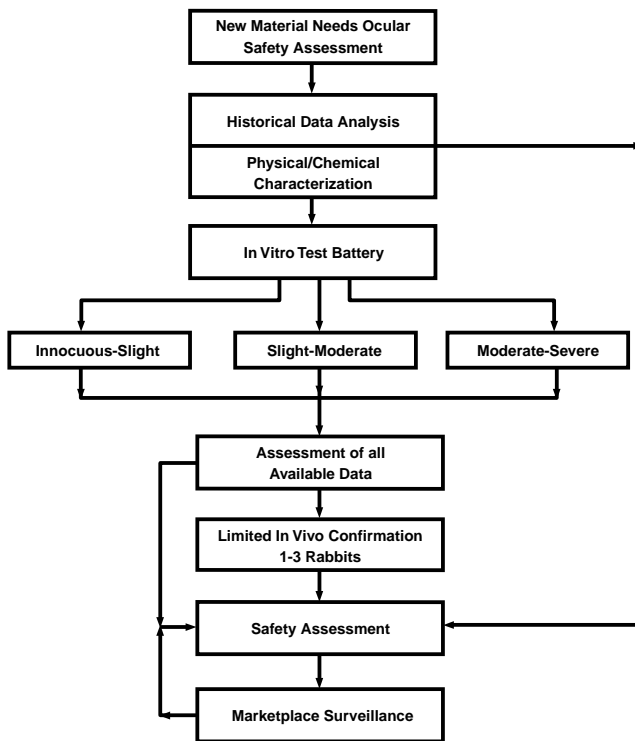 New Material Needs Ocular
Safety Assessment
Historical Data Analysis
Physical/Chemical
Characterization
In Vitro Test Battery
Innocuous-Slight
Slight-Moderate
Moderate-Severe
Assessment of all
Available Data
Limited In Vivo Confirmation
1-3 Rabbits
Safety Assessment
Marketplace Surveillance